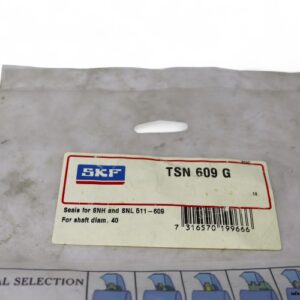 SKF
TSN 609 G
Seals for SNH and SNL 511-609
For shaft diam. 40
7 316570 199666
AL SELECTION